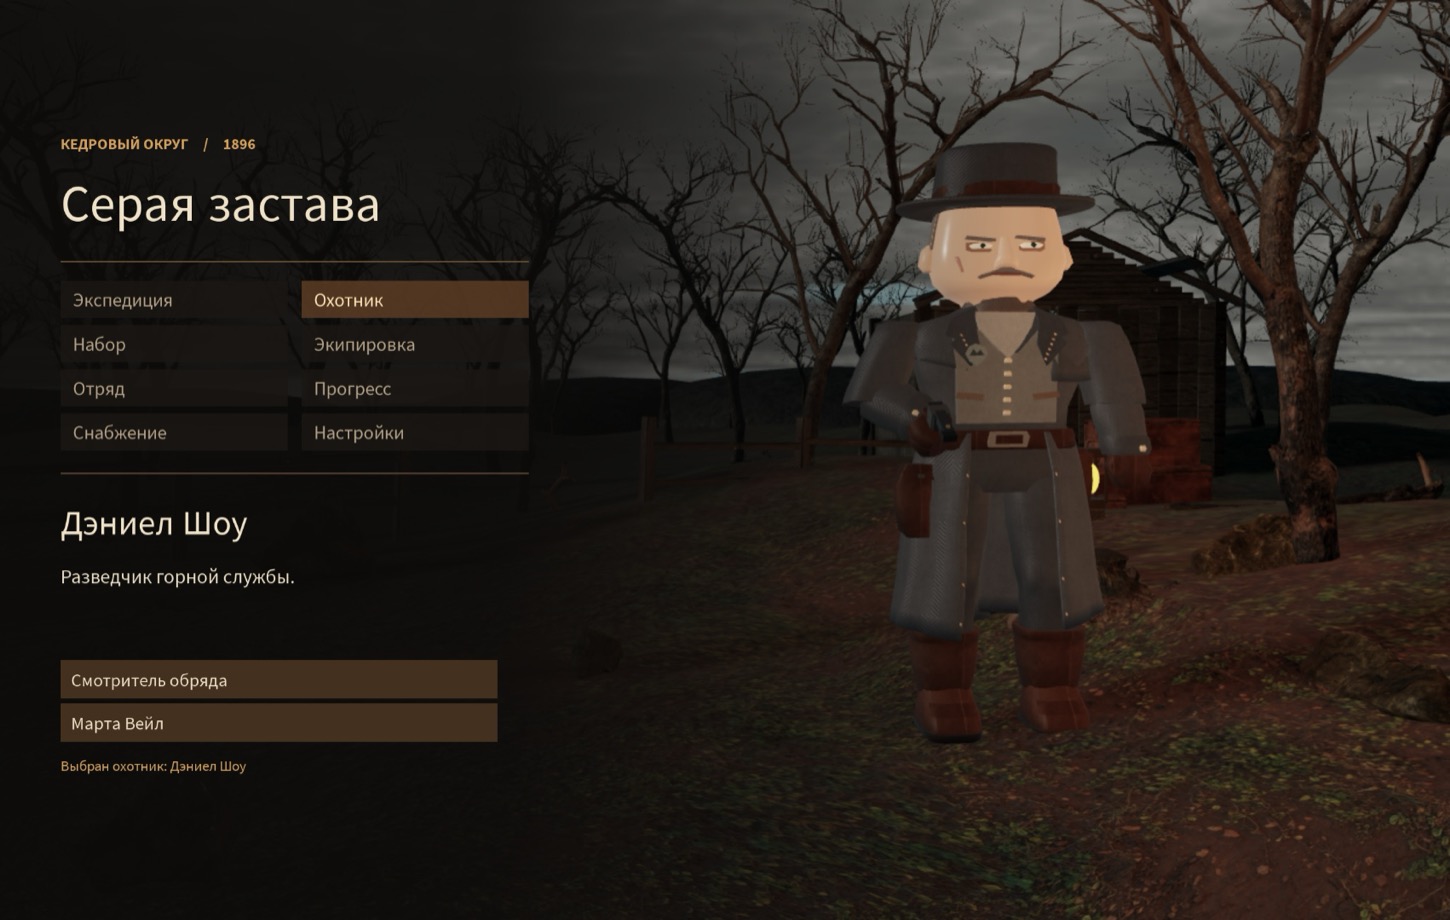 КЕДРОВЫЙ ОКРУГ / 1896
Серая застава
Экспедиция
Охотник
Набор
Экипировка
Отряд
Прогресс
Снабжение
Настройки
Дэниел Шоу
Разведчик горной службы.
Смотритель обряда
Марта Вейл
Выбран охотник: Дэниел Шоу